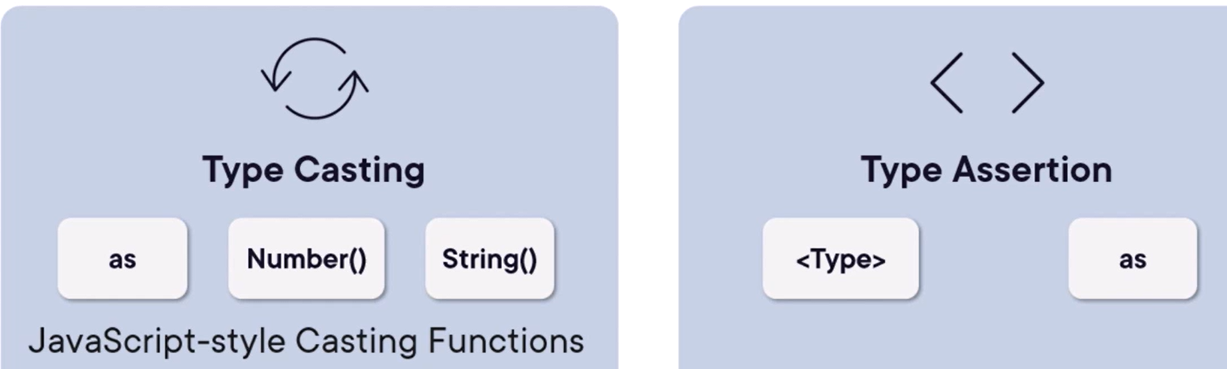 Type Casting
as
Number()
String()
JavaScript-style Casting Functions
Type Assertion
<Type>
as